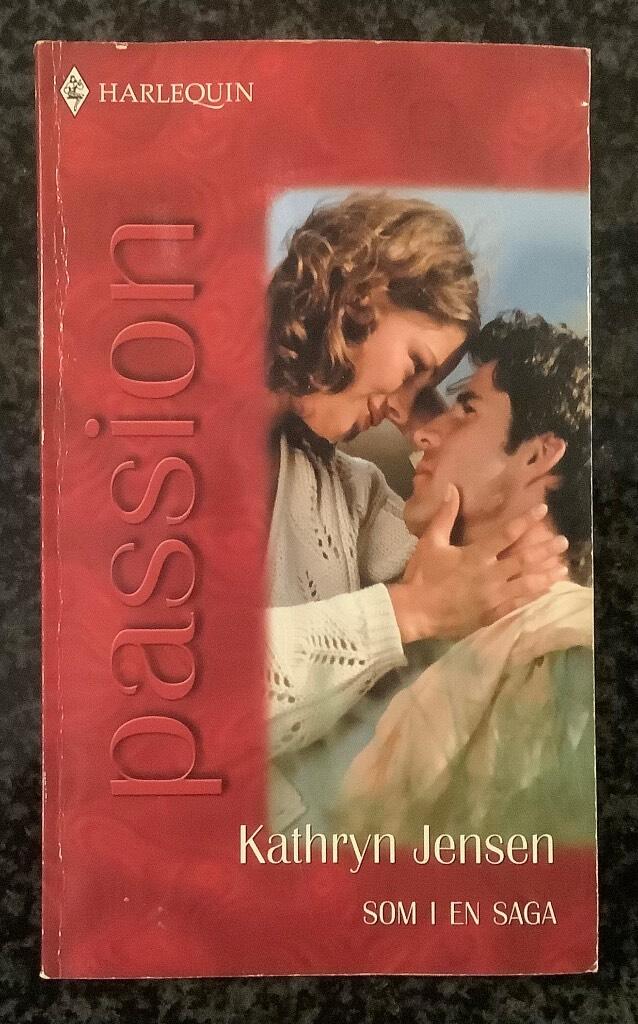 HARLEQUIN
passion
Kathryn Jensen
SOM I EN SAGA